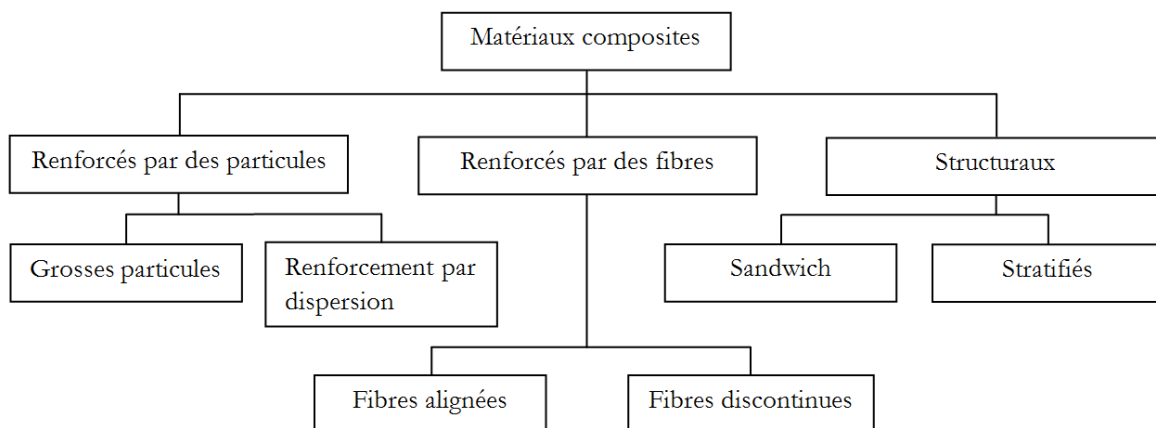 Matériaux composites
Renforcés par des particules
Renforcés par des fibres
Structuraux
Grosses particules
Renforcement par
dispersion
Sandwich
Stratifiés
Fibres alignées
Fibres discontinues